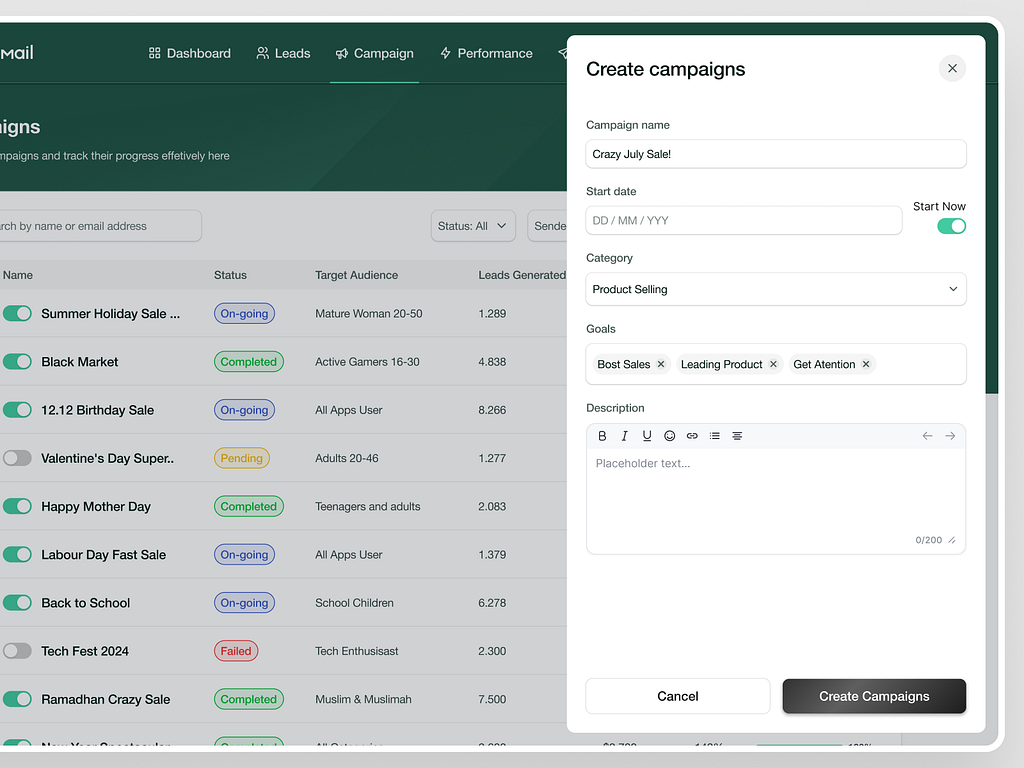 Mail
Dashboard
Leads
Campaign
Performance
Create campaigns
aigns
mpaigns and track their progress effetively here
Campaign name
Crazy July Sale!
Start date
DD / MM / YYY
Start Now
arch by name or email address
Status: All
Sende
Category
Product Selling
Name Status Target Audience Leads Generated
Summer Holiday Sale ... On-going Mature Woman 20-50 1.289
Black Market Completed Active Gamers 16-30 4.838
12.12 Birthday Sale On-going All Apps User 8.266
Valentine's Day Super.. Pending Adults 20-46 1.277
Happy Mother Day Completed Teenagers and adults 2.083
Labour Day Fast Sale On-going All Apps User 1.379
Back to School On-going School Children 6.278
Tech Fest 2024 Failed Tech Enthusisast 2.300
Ramadhan Crazy Sale Completed Muslim & Muslimah 7.500
Goals
Bost Sales
Leading Product
Get Atention
Description
B I U
Placeholder text...
0/200
Cancel
Create Campaigns